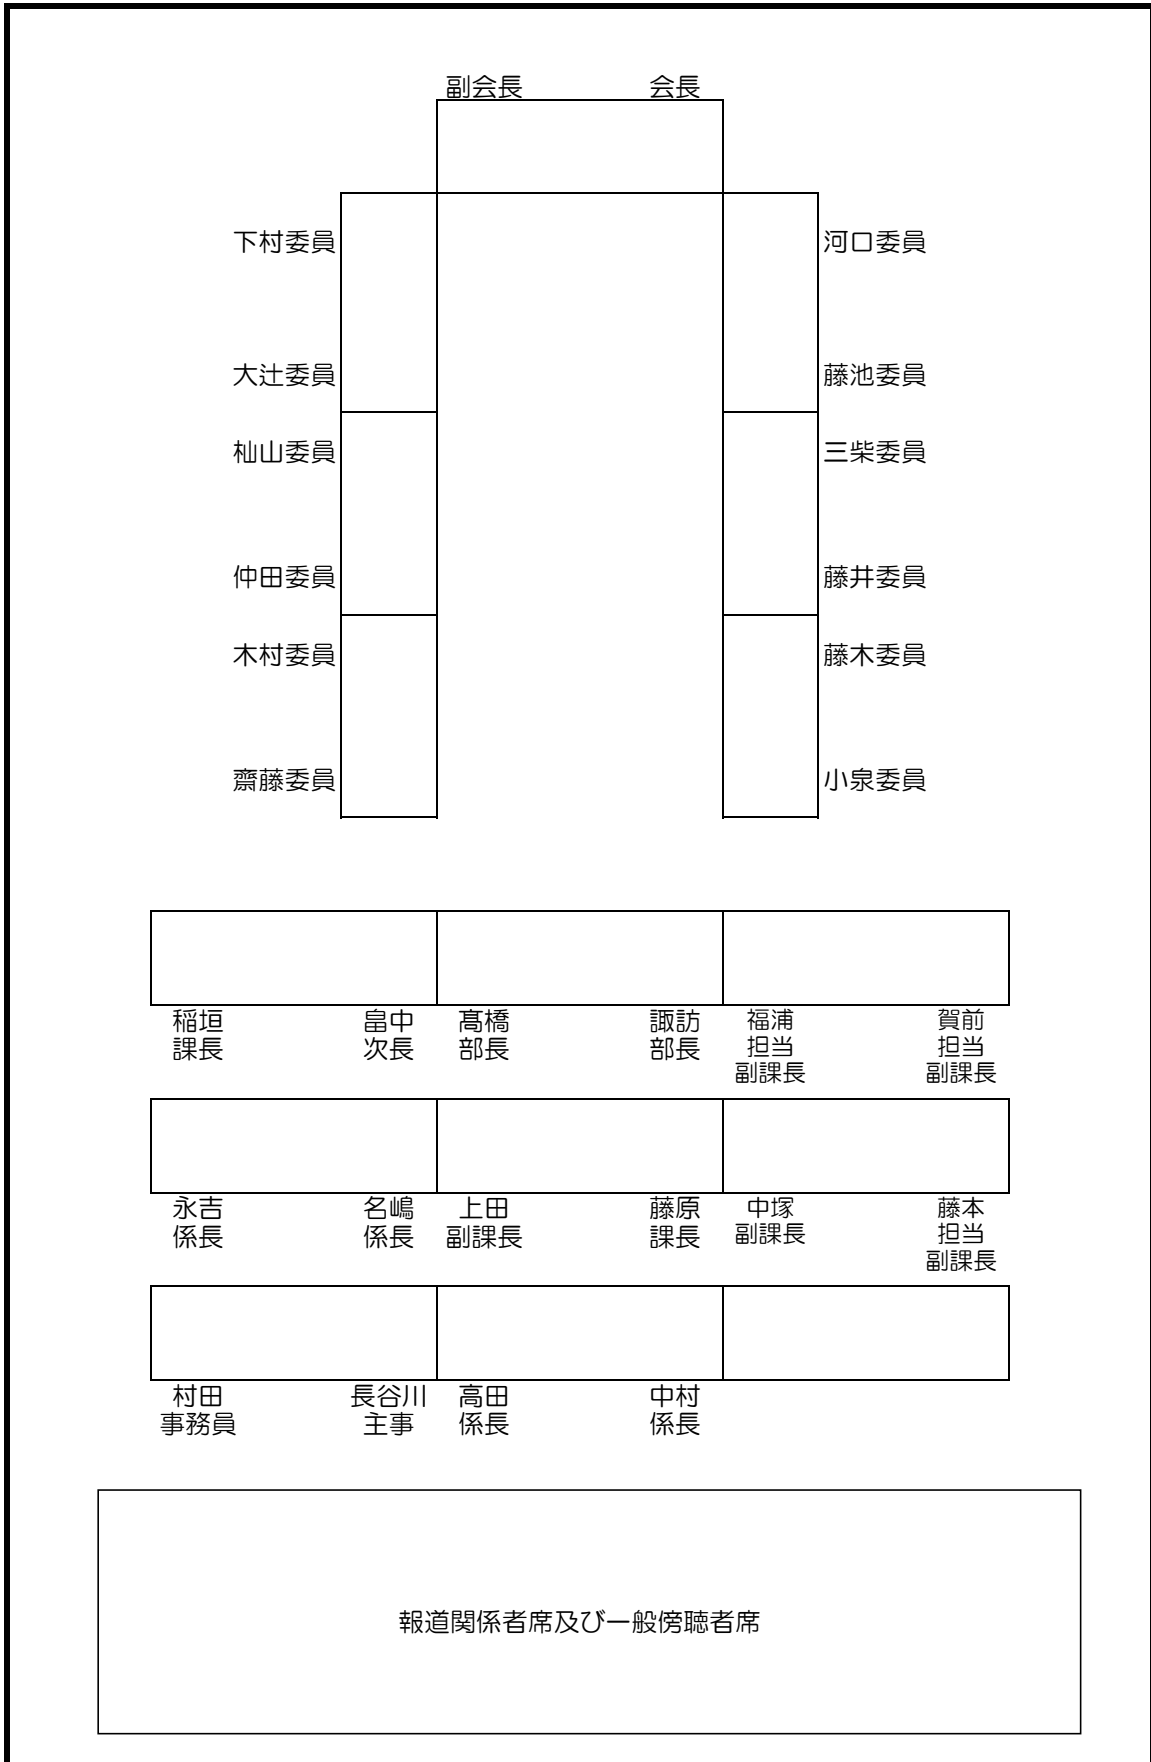 副会長 会長
下村委員 河口委員
大辻委員 藤池委員
杣山委員 三柴委員
仲田委員 藤井委員
木村委員 藤木委員
齋藤委員 小泉委員
稲垣 畠中 髙橋 諏訪 福浦 賀前
課長 次長 部長 部長 担当 担当
副課長 副課長
永吉 名嶋 上田 藤原 中塚 藤本
係長 係長 副課長 課長 副課長 担当
副課長
村田 長谷川 高田 中村
事務員 主事 係長 係長
報道関係者席及び一般傍聴者席